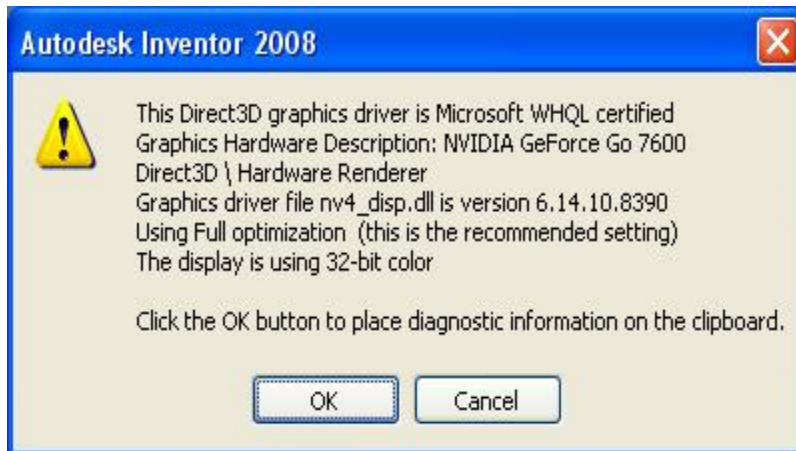 Autodesk Inventor 2008
This Direct3D graphics driver is Microsoft WHQL certified
Graphics Hardware Description: NVIDIA GeForce Go 7600
Direct3D \ Hardware Renderer
Graphics driver file nv4_disp.dll is version 6.14.10.8390
Using Full optimization  (this is the recommended setting)
The display is using 32-bit color
Click the OK button to place diagnostic information on the clipboard.
OK
Cancel